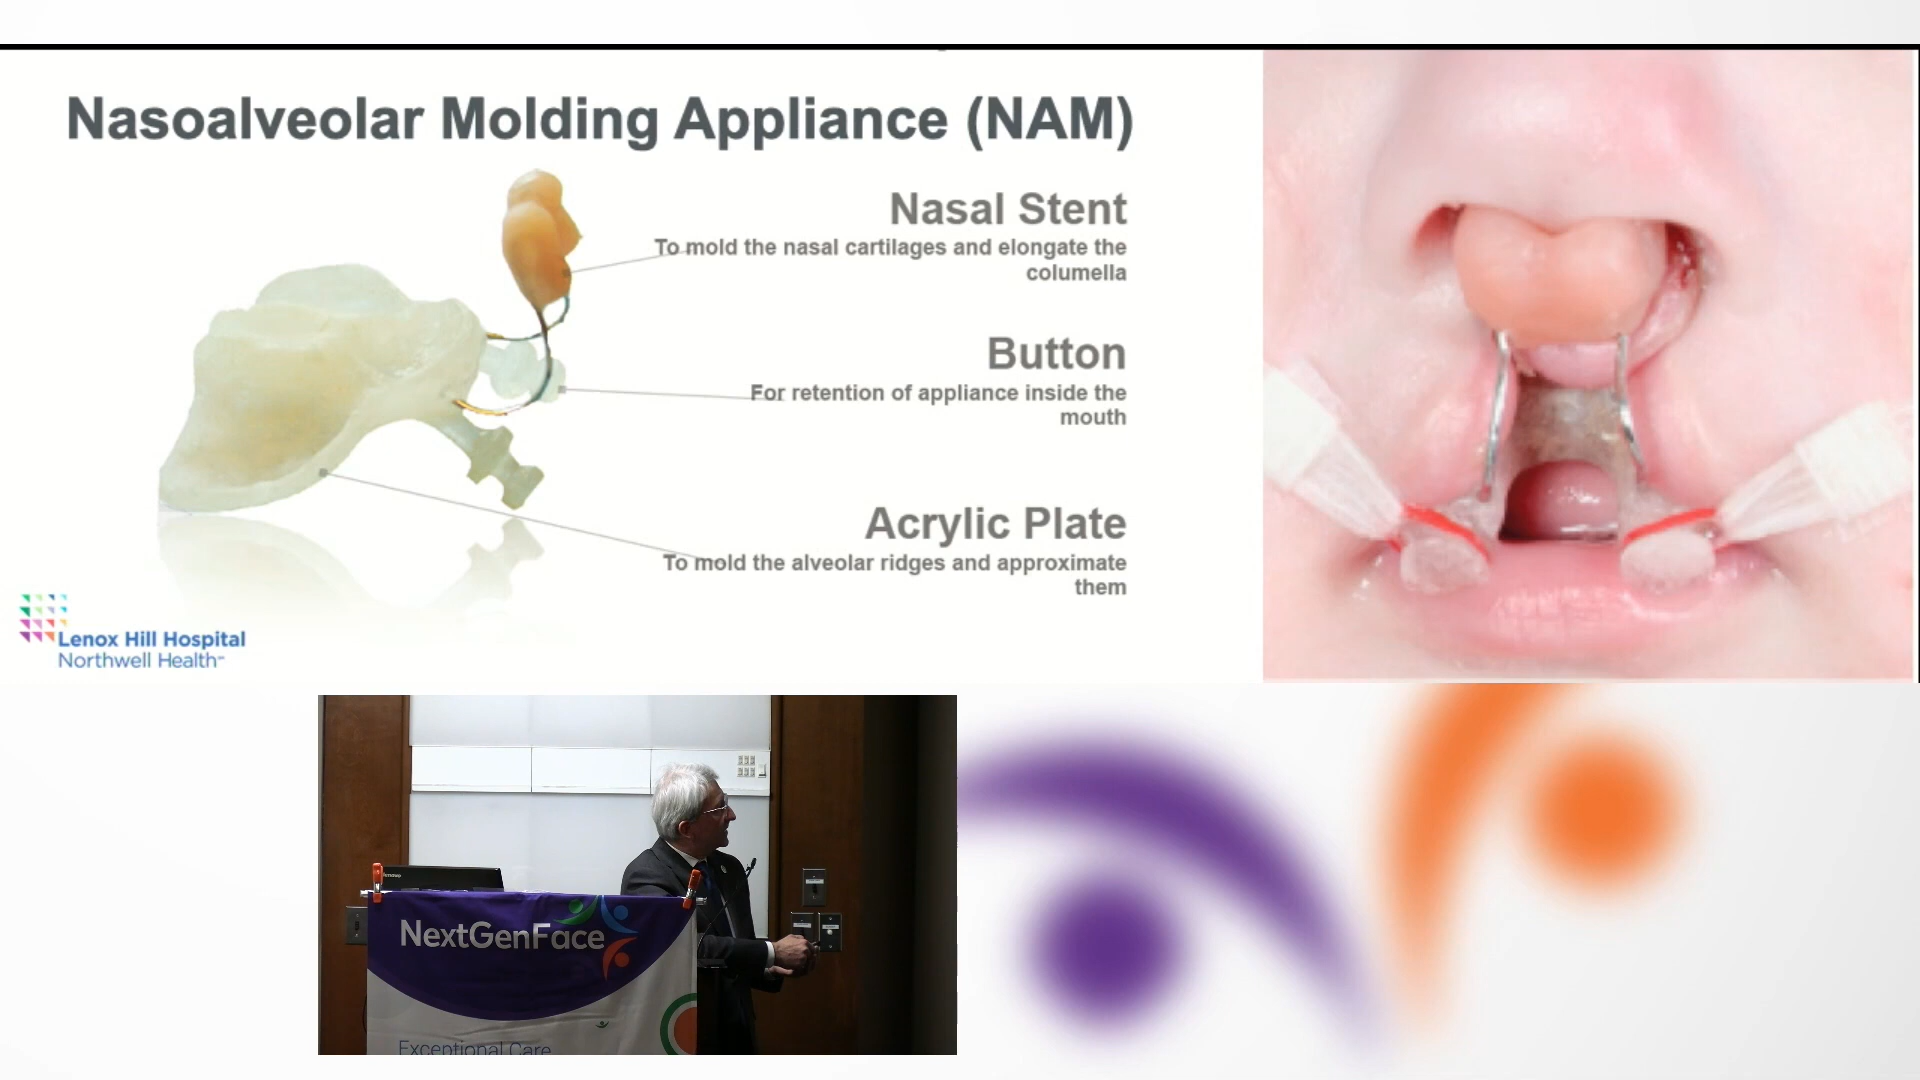 Nasoalveolar Molding Appliance (NAM)
Nasal Stent
To mold the nasal cartilages and elongate the
columella
Button
For retention of appliance inside the
mouth
Acrylic Plate
To mold the alveolar ridges and approximate
them
Lenox Hill Hospital
Northwell Health
NextGenFace
Exceptional Care